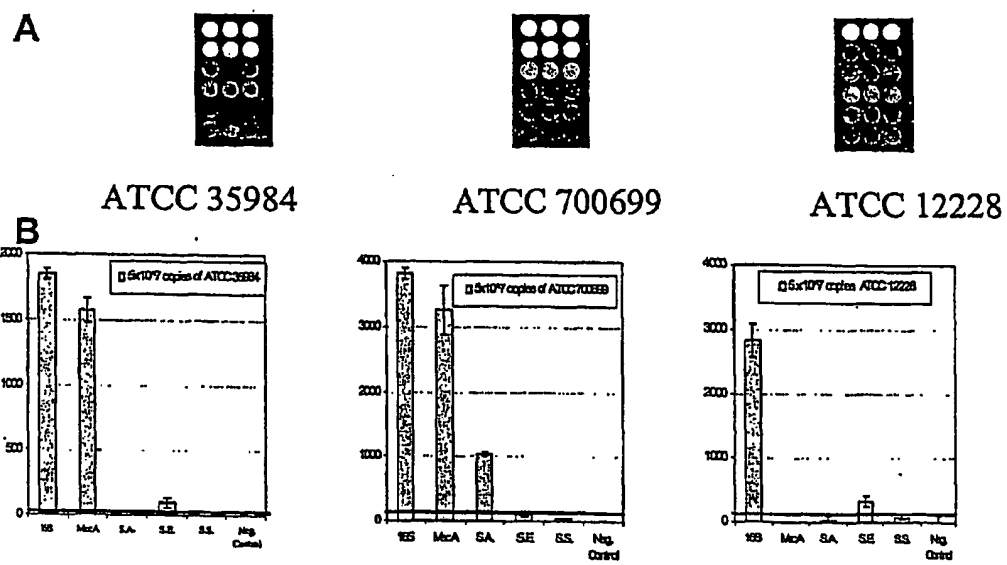 A
ATCC 35984
ATCC 700699
ATCC 12228
B
2000
1500
1000
500
0
5x10^7 copies of ATCC35984
16S
MecA
S.A.
S.E.
S.S.
Neg.
Control
4000
3000
2000
1000
0
5x10^7 copies of ATCC700699
16S
MecA
S.A.
S.E.
S.S.
Neg.
Control
4000
3000
2000
1000
0
5x10^7 copies ATCC12228
16S
MecA
S.A.
S.E.
S.S.
Neg.
Control